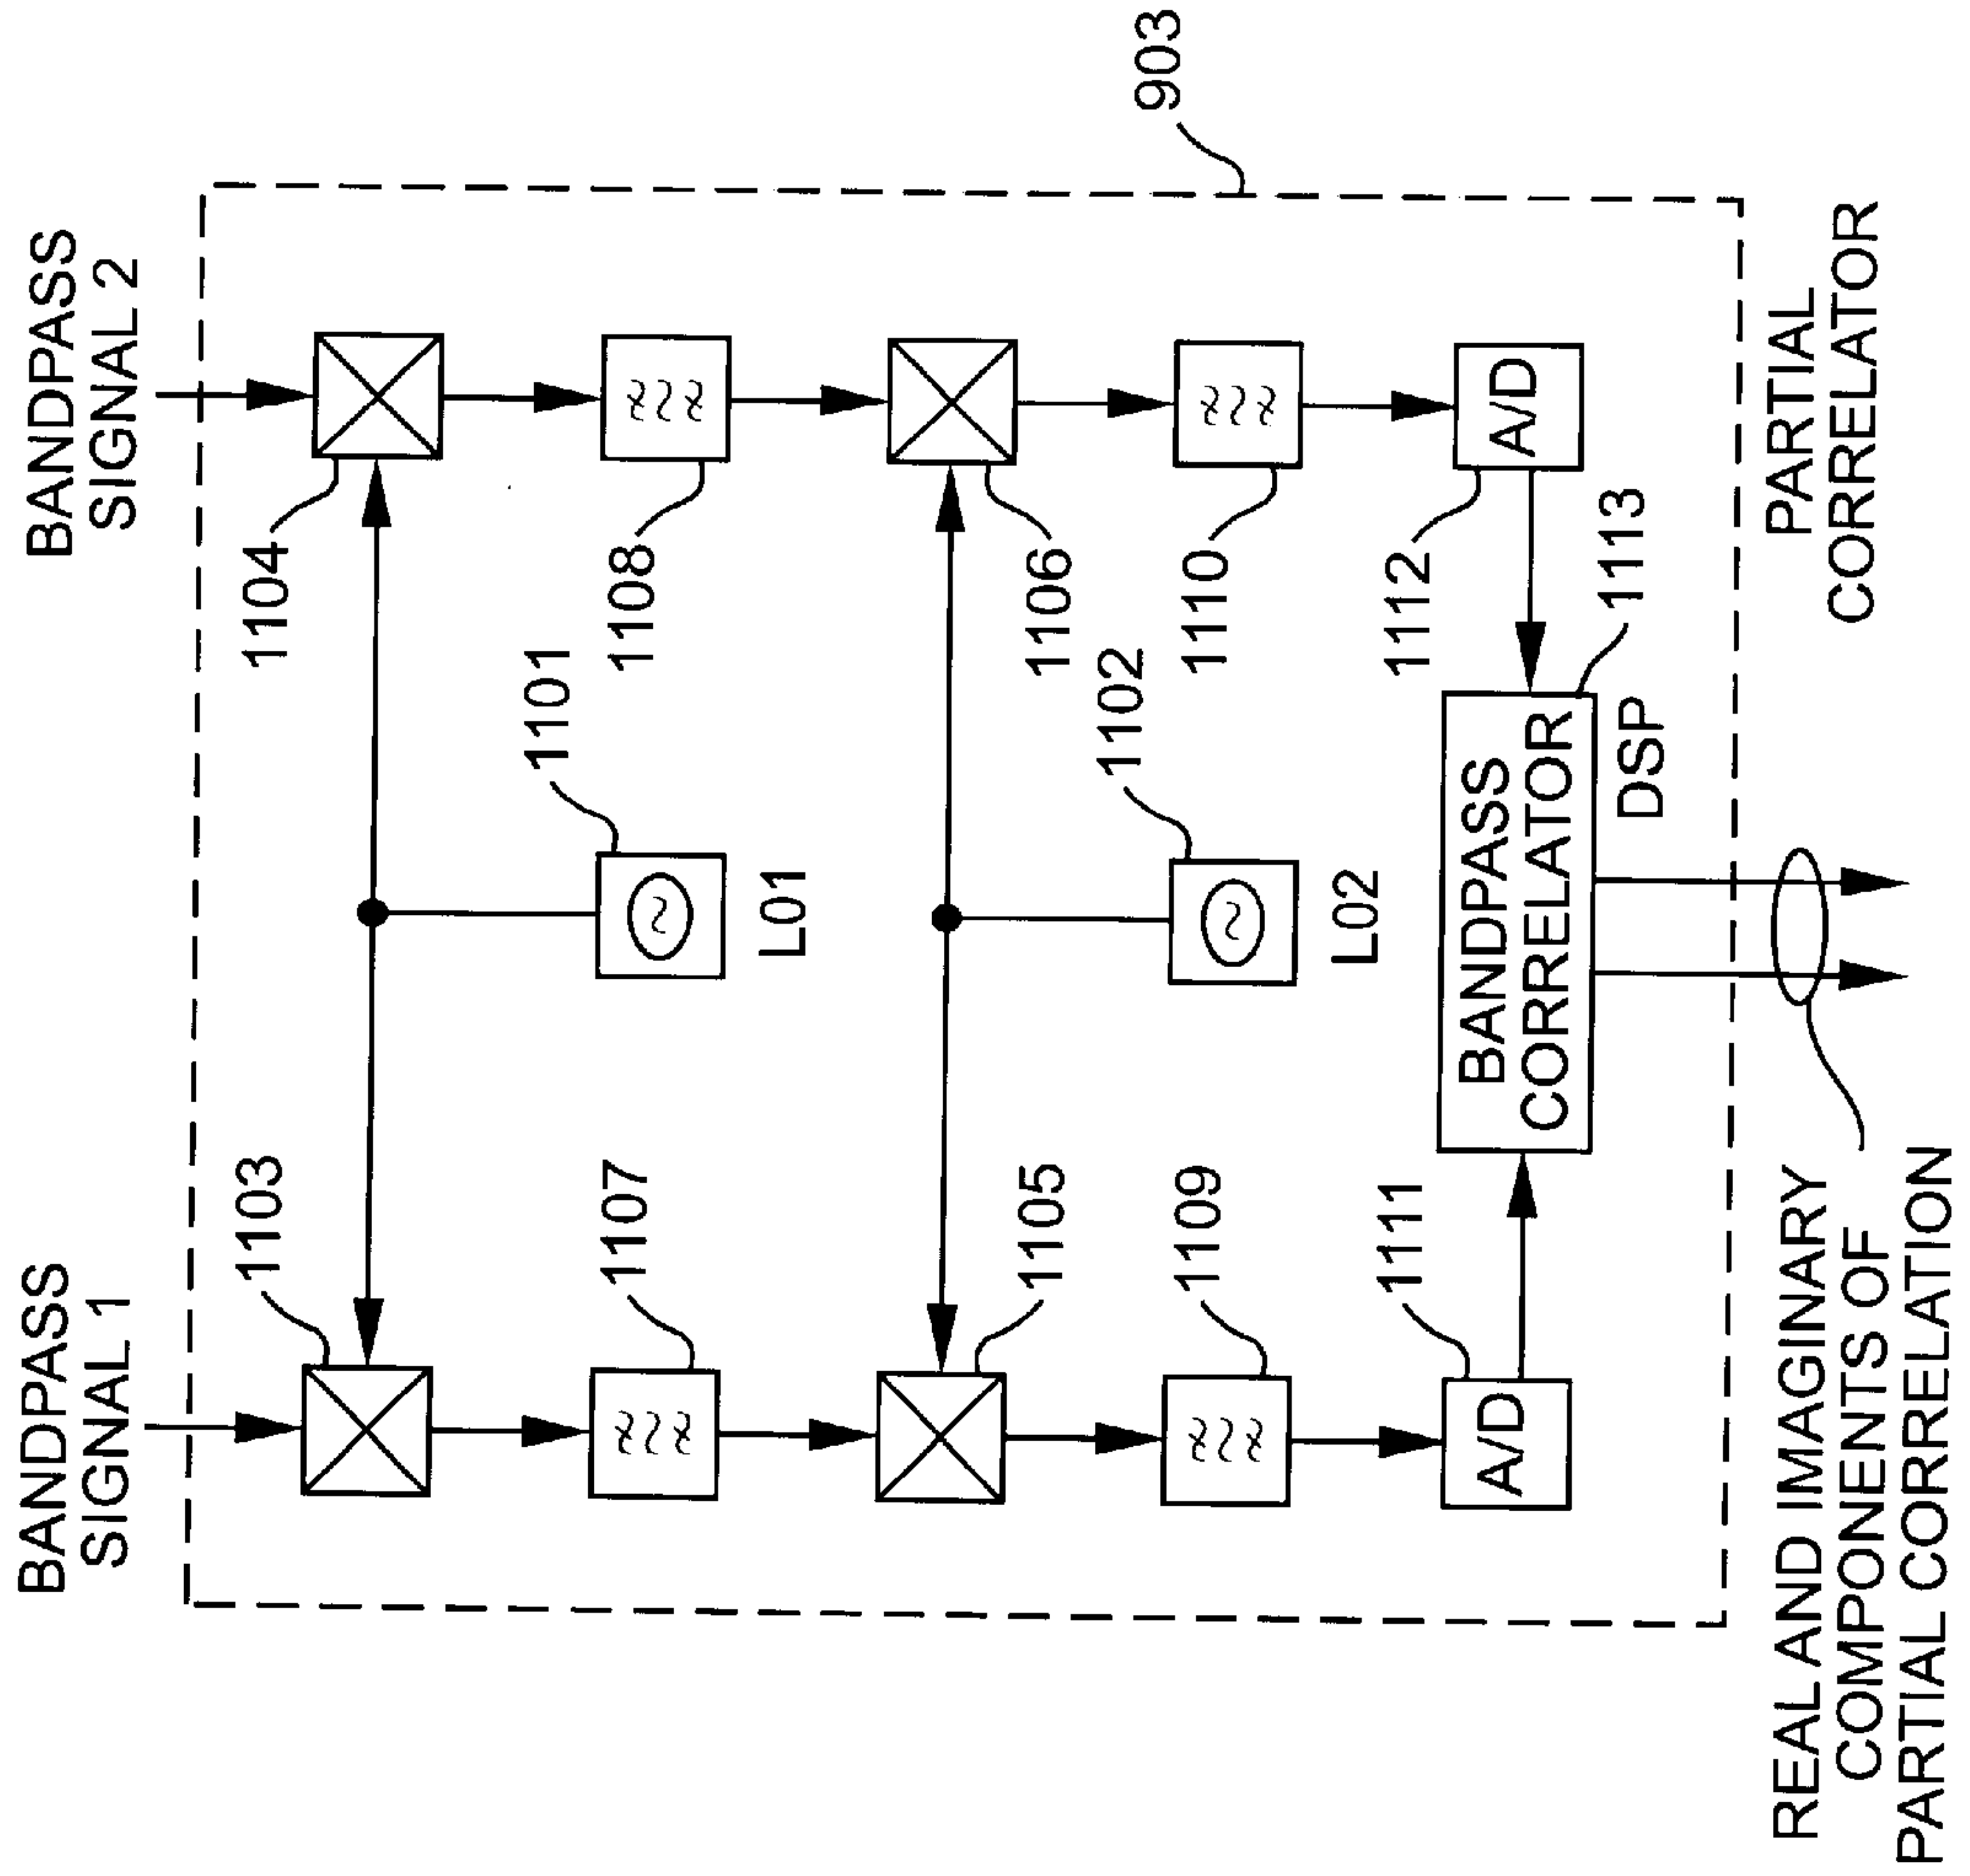 BANDPASS
SIGNAL 1
BANDPASS
SIGNAL 2
1103
1104
1101
L01
1107
1108
903
1105
1106
1102
L02
1109
1110
1111
1112
A/D
A/D
BANDPASS
CORRELATOR
1113
DSP
REAL AND IMAGINARY
COMPONENTS OF
PARTIAL CORRELATION
PARTIAL
CORRELATOR